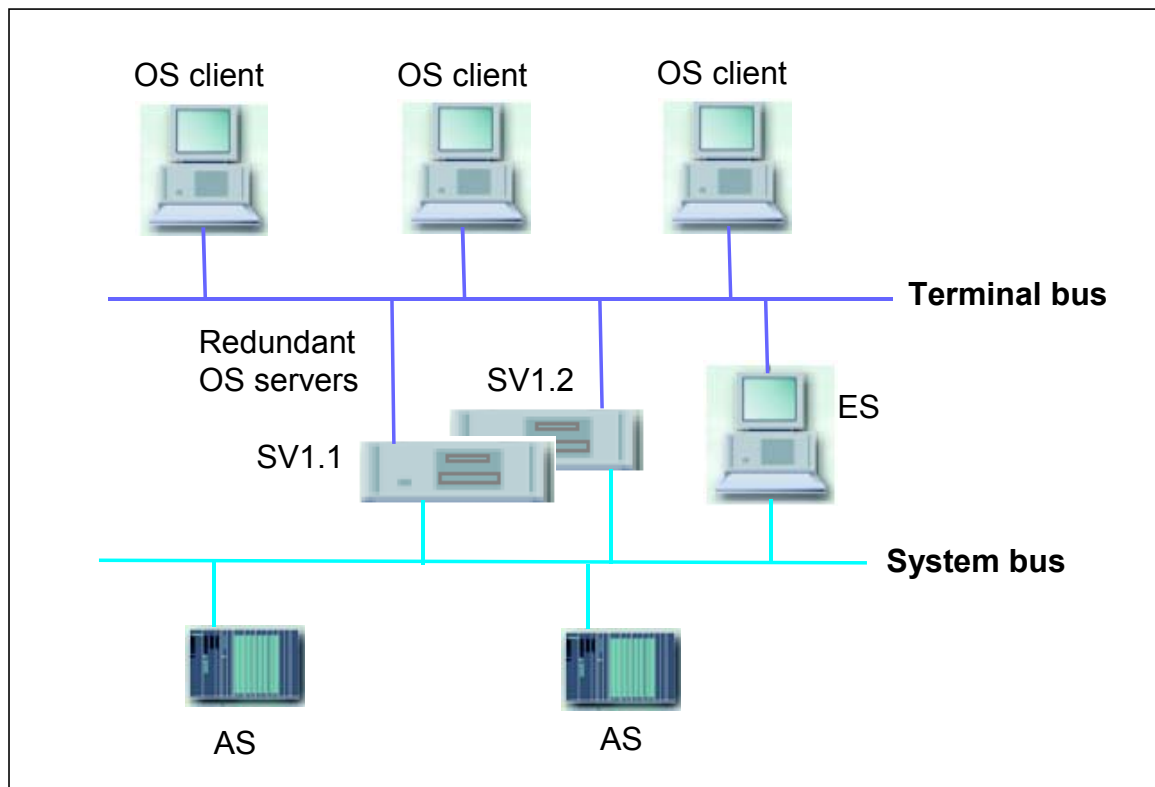 OS client
OS client
OS client
Terminal bus
Redundant
OS servers
SV1.2
ES
SV1.1
System bus
AS
AS